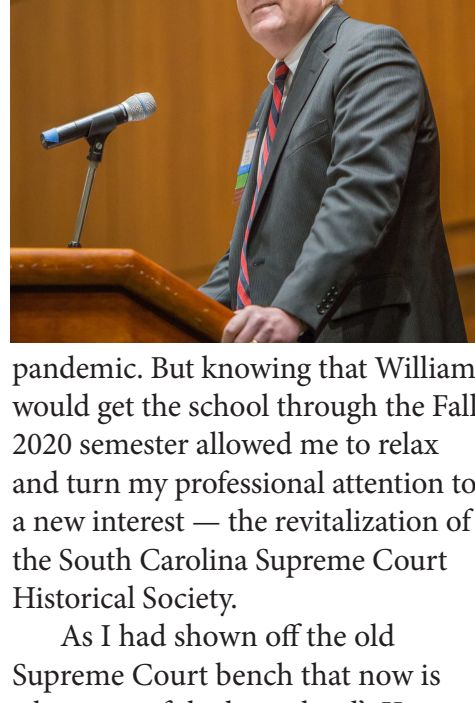 pandemic. But knowing that William
would get the school through the Fall
2020 semester allowed me to relax
and turn my professional attention to
a new interest — the revitalization of
the South Carolina Supreme Court
Historical Society.
As I had shown off the old
Supreme Court bench that now is